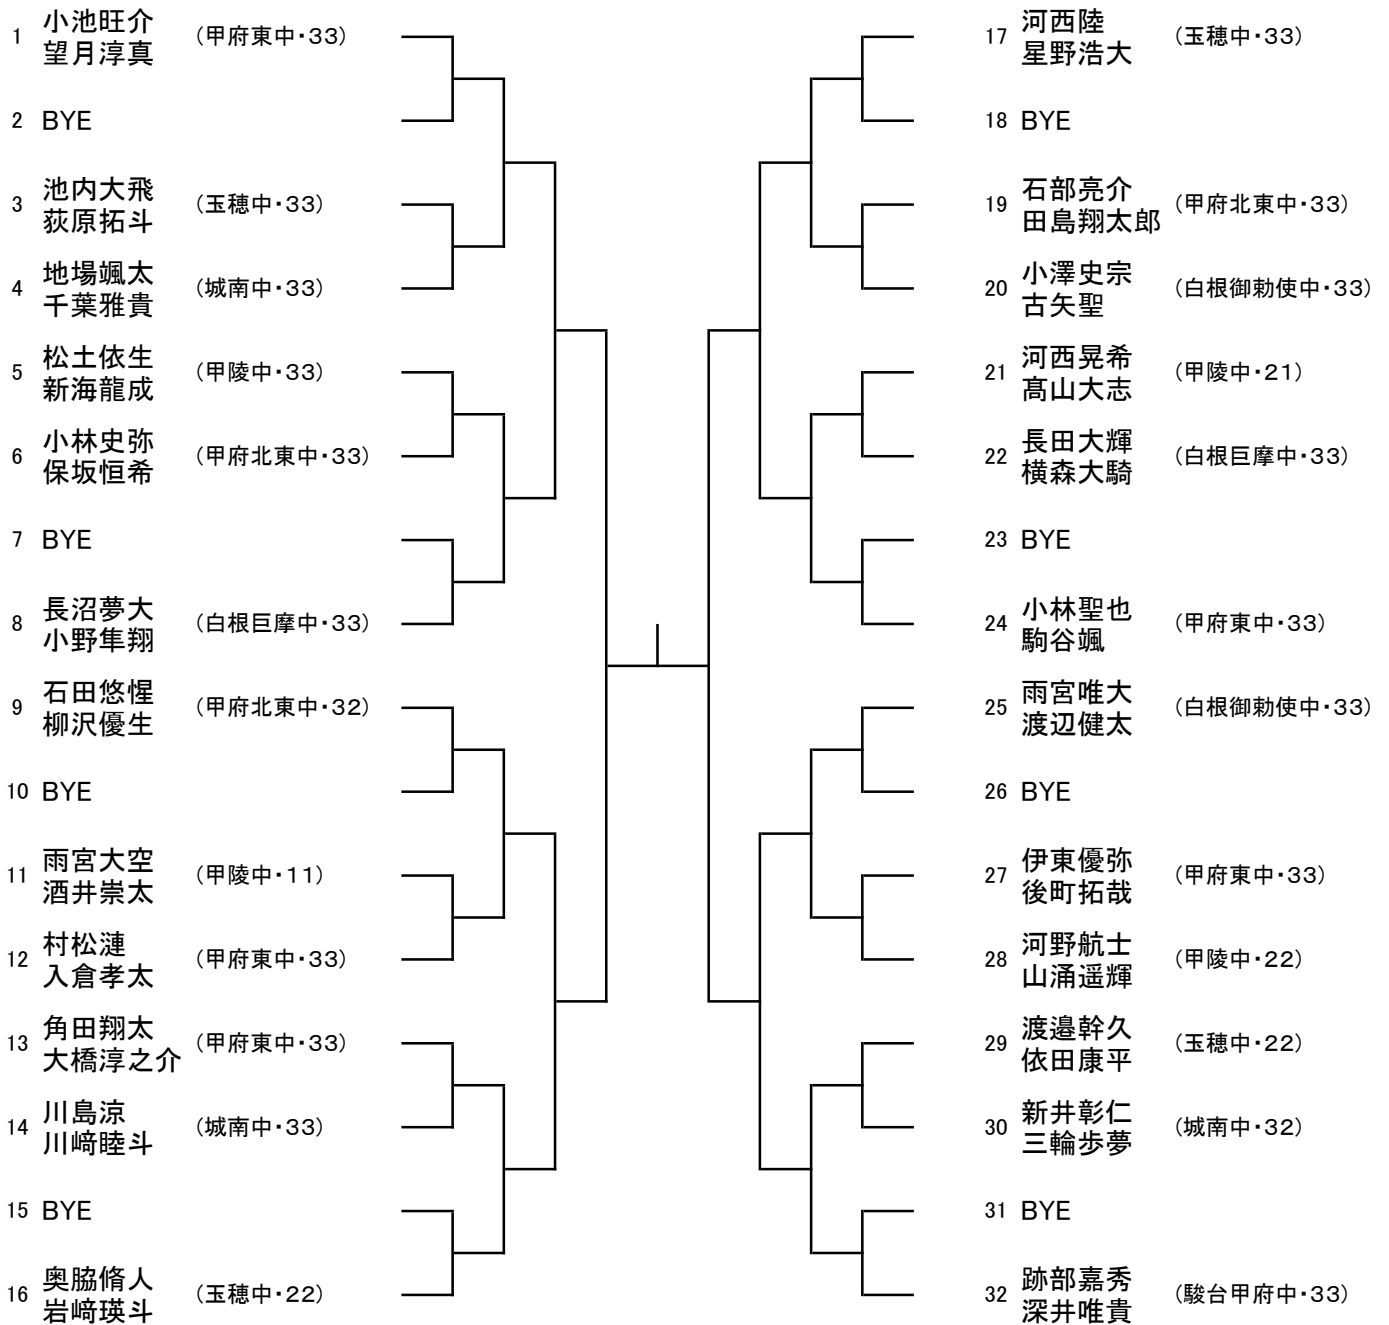 1 小池旺介 (甲府東中・33)
望月淳真
2 BYE
3 池内大飛 (玉穂中・33)
荻原拓斗
4 地場颯太 (城南中・33)
千葉雅貴
5 松土依生 (甲陵中・33)
新海龍成
6 小林史弥 (甲府北東中・33)
保坂恒希
7 BYE
8 長沼夢大 (白根巨摩中・33)
小野隼翔
9 石田悠惺 (甲府北東中・32)
柳沢優生
10 BYE
11 雨宮大空 (甲陵中・11)
酒井崇太
12 村松漣 (甲府東中・33)
入倉孝太
13 角田翔太 (甲府東中・33)
大橋淳之介
14 川島涼 (城南中・33)
川﨑睦斗
15 BYE
16 奥脇脩人 (玉穂中・22)
岩﨑瑛斗
17 河西陸 (玉穂中・33)
星野浩大
18 BYE
19 石部亮介 (甲府北東中・33)
田島翔太郎
20 小澤史宗 (白根御勅使中・33)
古矢聖
21 河西晃希 (甲陵中・21)
髙山大志
22 長田大輝 (白根巨摩中・33)
横森大騎
23 BYE
24 小林聖也 (甲府東中・33)
駒谷颯
25 雨宮唯大 (白根御勅使中・33)
渡辺健太
26 BYE
27 伊東優弥 (甲府東中・33)
後町拓哉
28 河野航士 (甲陵中・22)
山涌遥輝
29 渡邉幹久 (玉穂中・22)
依田康平
30 新井彰仁 (城南中・32)
三輪歩夢
31 BYE
32 跡部嘉秀 (駿台甲府中・33)
深井唯貴